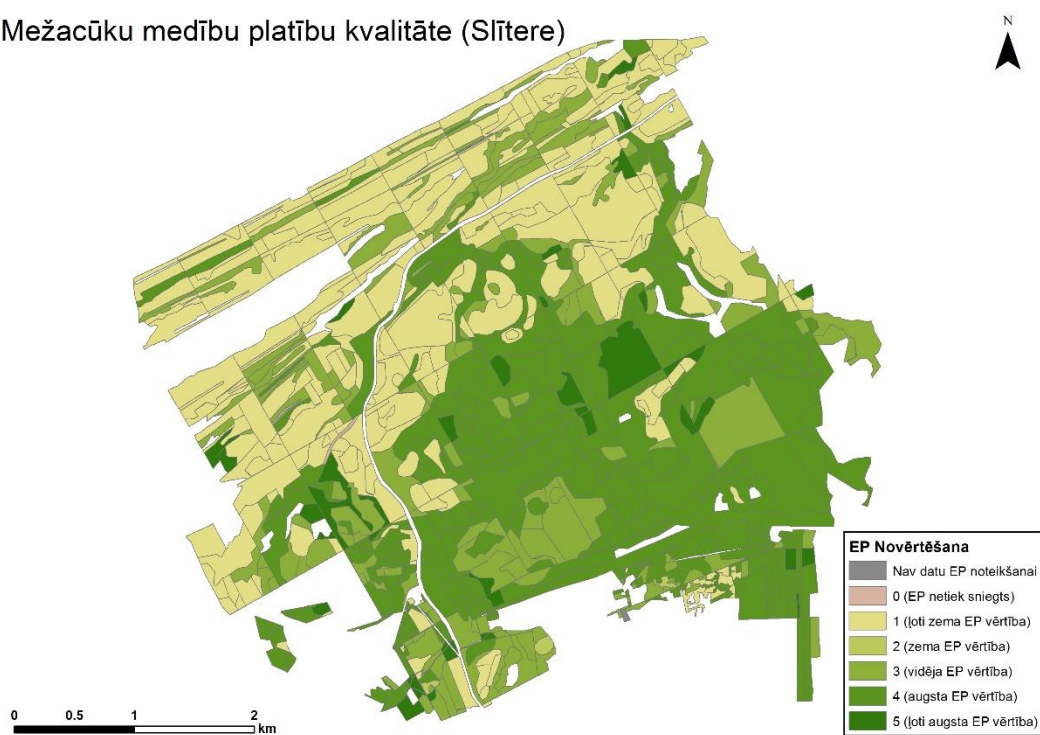 Mežacūku medību platību kvalitāte (Slītere)
N
EP Novērtēšana
Nav datu EP noteikšanai
0 (EP netiek sniegts)
1 (ļoti zema EP vērtība)
2 (zema EP vērtība)
3 (vidēja EP vērtība)
4 (augsta EP vērtība)
5 (ļoti augsta EP vērtība)
0 0.5 1 2
km